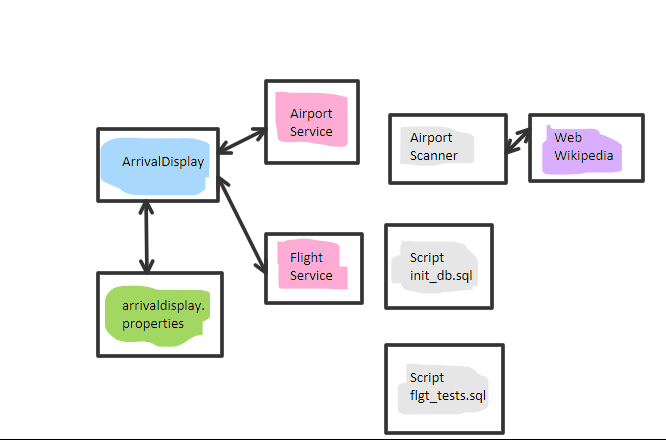 Airport
Service
ArrivalDisplay
Airport
Scanner
Web
Wikipedia
Flight
Service
Script
init_db.sql
arrivaldisplay.
properties
Script
flgt_tests.sql